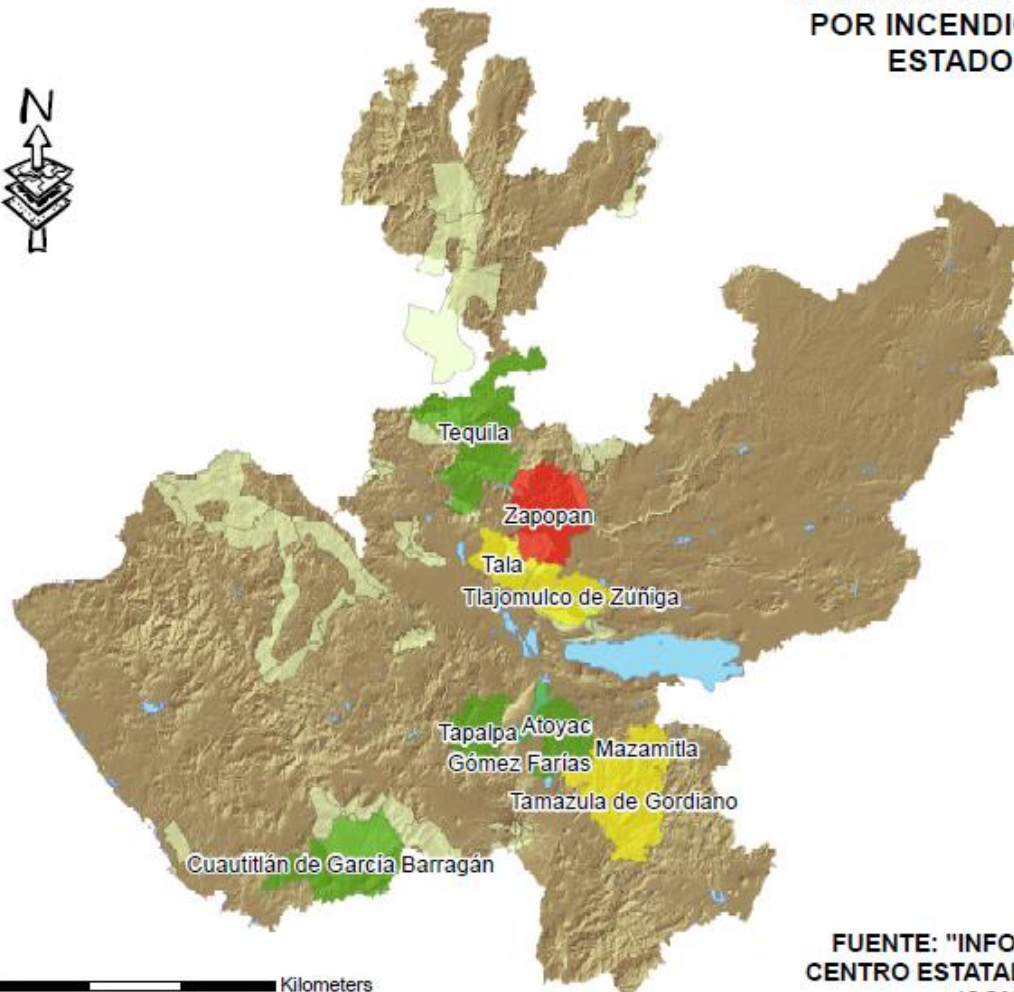 POR INCENDI
ESTADO
N
Tequila
Zapopan
Tala
Tlajomulco de Zúñiga
Tapalpa
Atoyac
Mazamitla
Gómez Farías
Tamazula de Gordiano
Cuautitlán de García Barragán
FUENTE: "INFO
CENTRO ESTATA
Kilometers